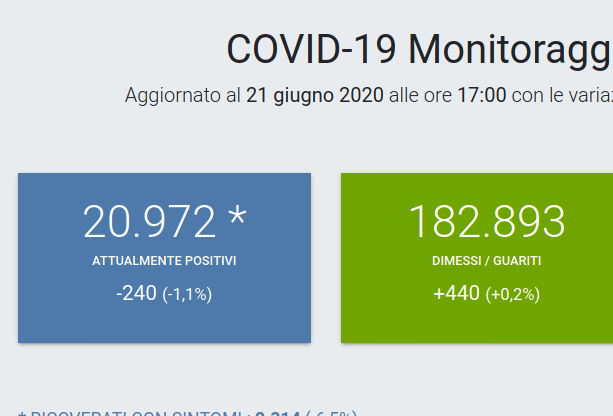 COVID-19 Monitoragg
Aggiornato al 21 giugno 2020 alle ore 17:00 con le varia
20.972 *
ATTUALMENTE POSITIVI
-240 (-1,1%)
182.893
DIMESSI / GUARITI
+440 (+0,2%)
* RICOVERATI CON SINTOMI : 2.314 (-6,5%)